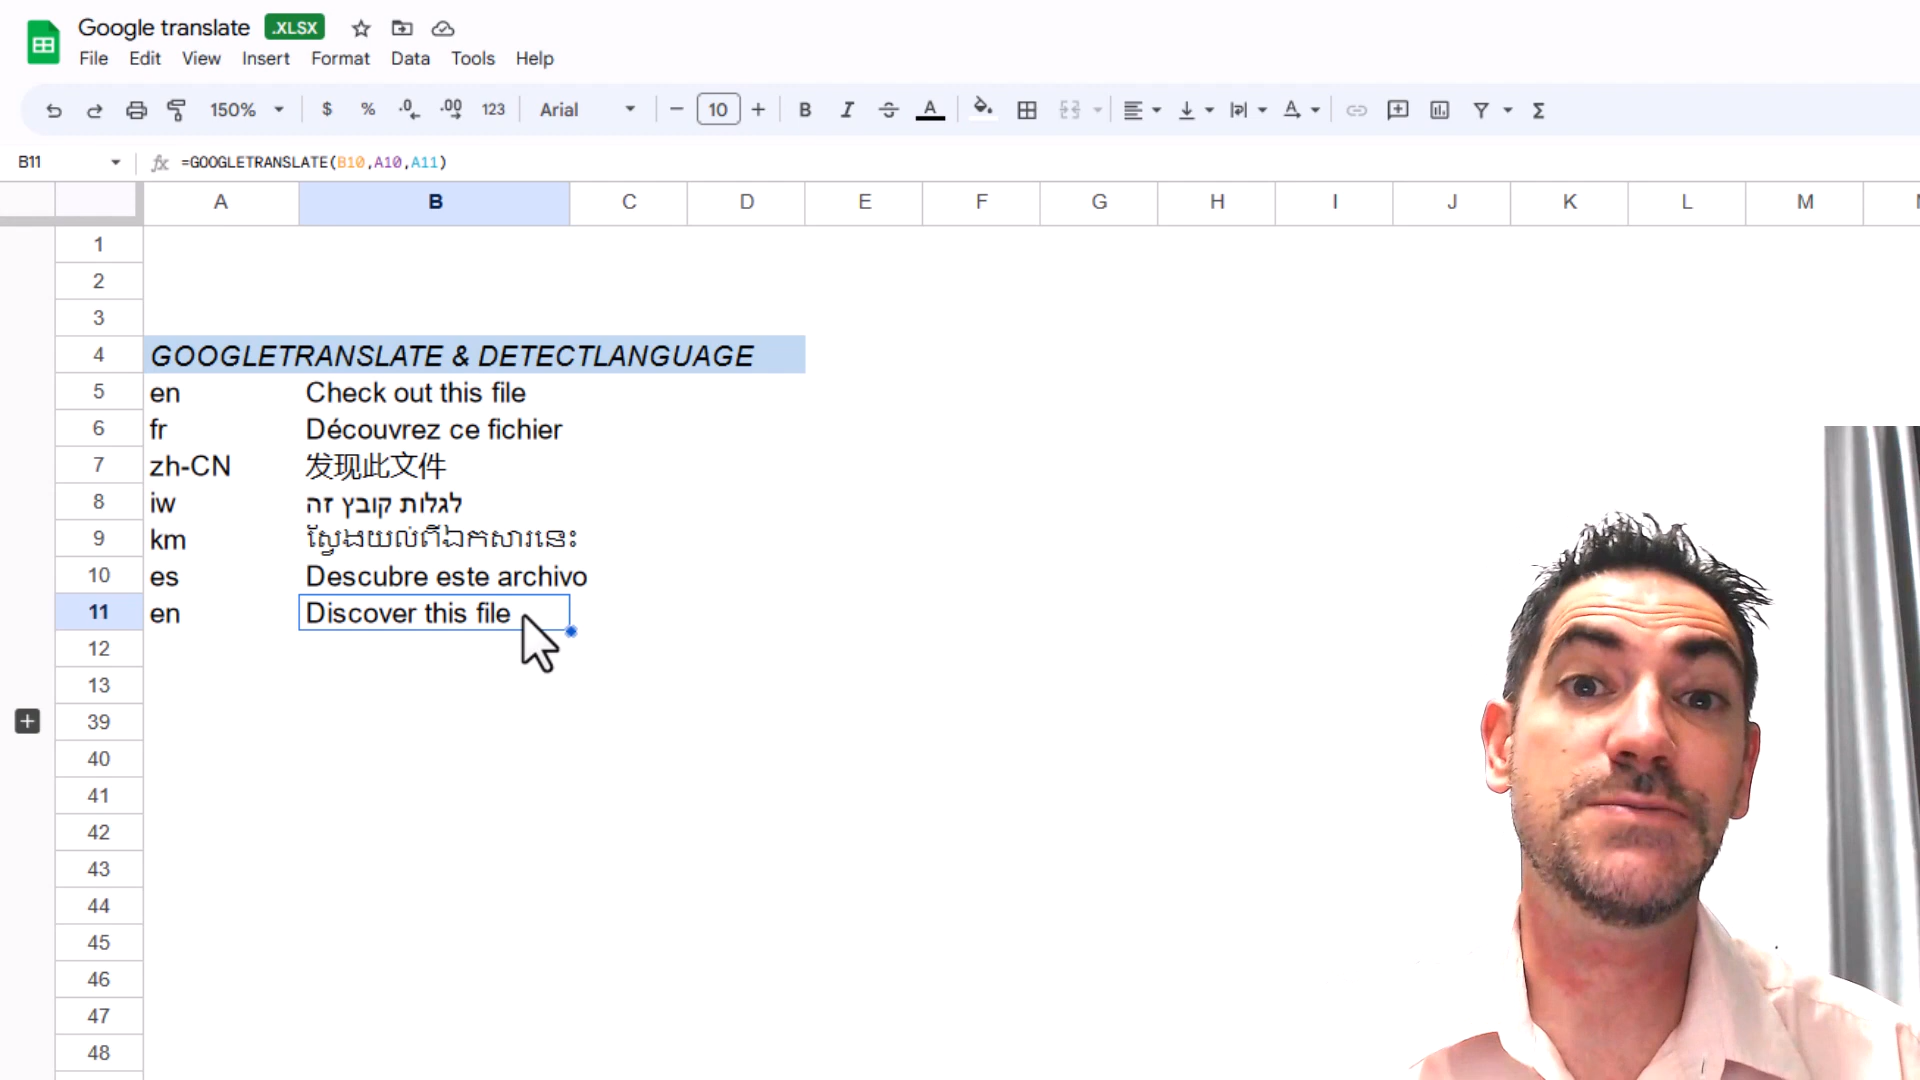 Google translate .XLSX
File Edit View Insert Format Data Tools Help
150% $ % .0 .00 123 Arial 10 B I A
B11 fx =GOOGLETRANSLATE(B10,A10,A11)
A B C D E F G H I J K L M
1
2
3
4 GOOGLETRANSLATE & DETECTLANGUAGE
5 en Check out this file
6 fr Découvrez ce fichier
7 zh-CN 发现此文件
8 iw לגלות קובץ זה
9 km ស្វែងយល់ពីឯកសារនេះ
10 es Descubre este archivo
11 en Discover this file
12
13
39
40
41
42
43
44
45
46
47
48